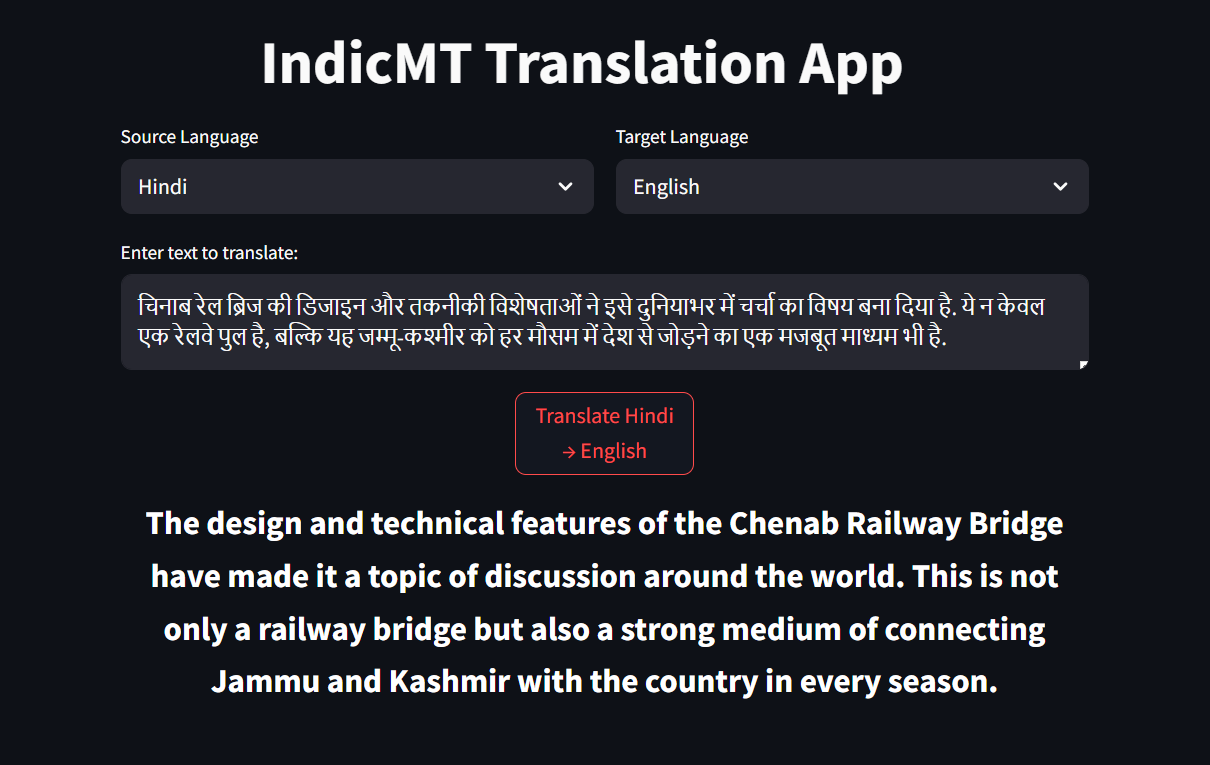 IndicMT Translation App
Source Language
Target Language
Hindi
English
Enter text to translate:
चिनाब रेल ब्रिज की डिजाइन और तकनीकी विशेषताओं ने इसे दुनियाभर में चर्चा का विषय बना दिया है. ये न केवल
एक रेलवे पुल है, बल्कि यह जम्मू-कश्मीर को हर मौसम में देश से जोड़ने का एक मजबूत माध्यम भी है.
Translate Hindi
→ English
The design and technical features of the Chenab Railway Bridge
have made it a topic of discussion around the world. This is not
only a railway bridge but also a strong medium of connecting
Jammu and Kashmir with the country in every season.